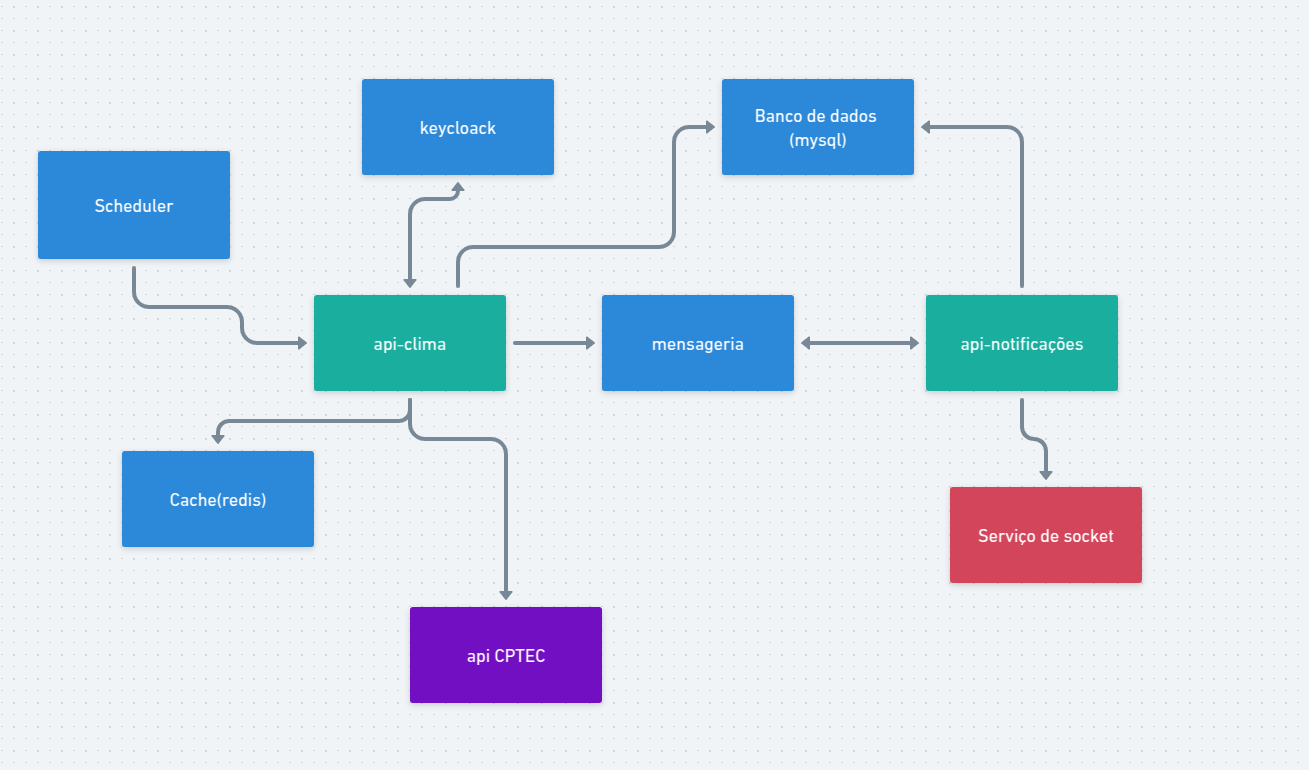 keycloack
Banco de dados
(mysql)
Scheduler
api-clima
mensageria
api-notificações
Cache(redis)
Serviço de socket
api CPTEC